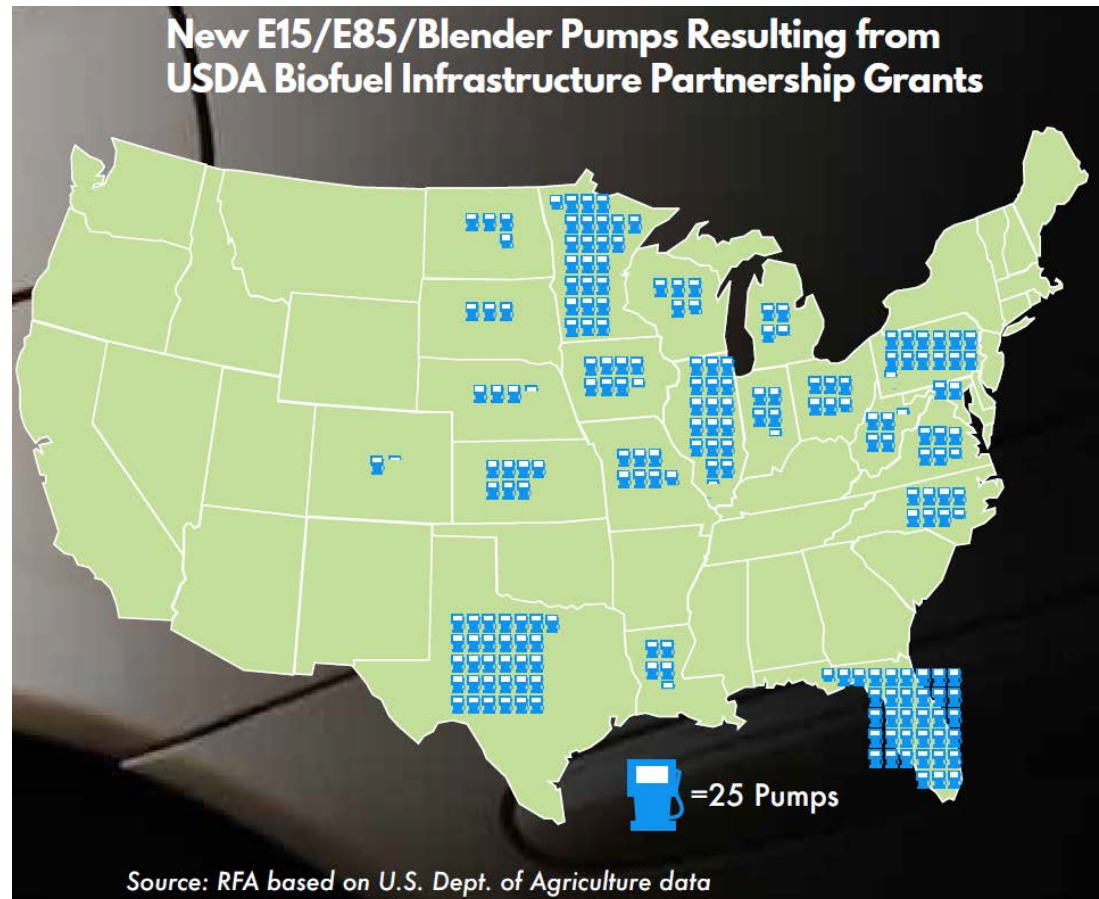 New E15/E85/Blender Pumps Resulting from
USDA Biofuel Infrastructure Partnership Grants
=25 Pumps
Source: RFA based on U.S. Dept. of Agriculture data